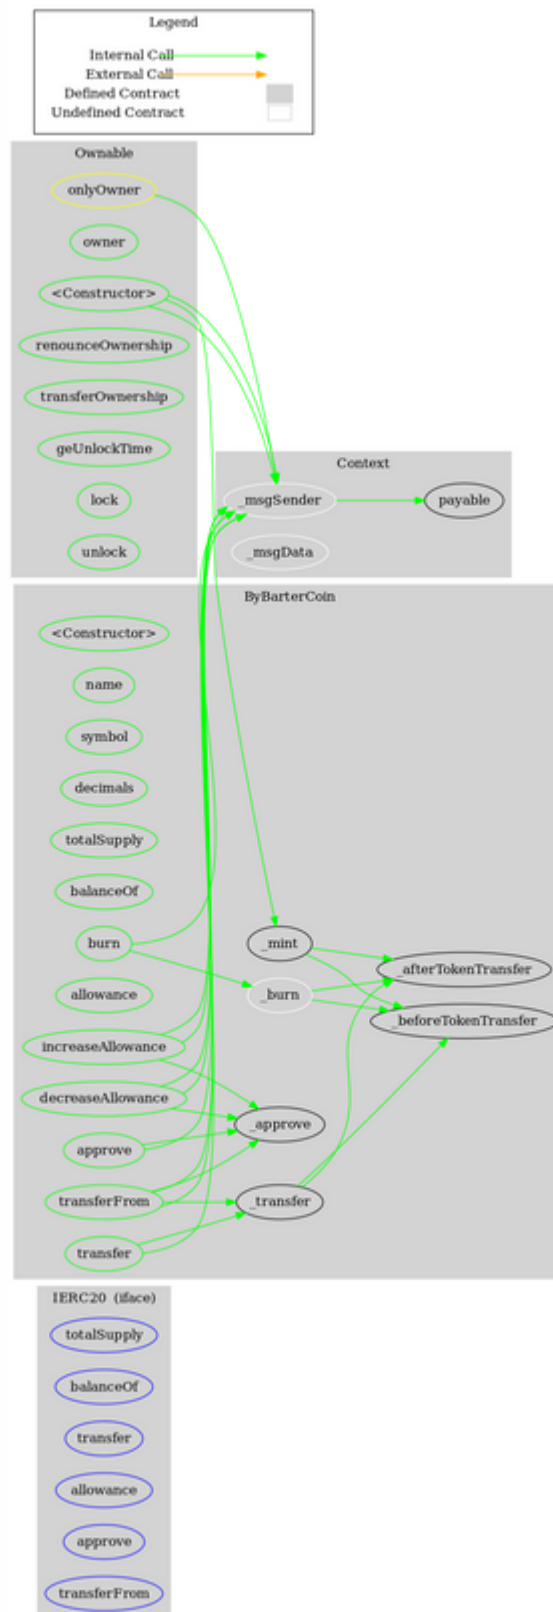 Legend
Internal Call
External Call
Defined Contract
Undefined Contract
Ownable
onlyOwner
owner
<Constructor>
renounceOwnership
transferOwnership
geUnlockTime
lock
unlock
Context
_msgSender
payable
_msgData
ByBarterCoin
<Constructor>
name
symbol
decimals
totalSupply
balanceOf
burn
allowance
increaseAllowance
decreaseAllowance
approve
transferFrom
transfer
_mint
_burn
_approve
_transfer
_afterTokenTransfer
_beforeTokenTransfer
IERC20 (iface)
totalSupply
balanceOf
transfer
allowance
approve
transferFrom